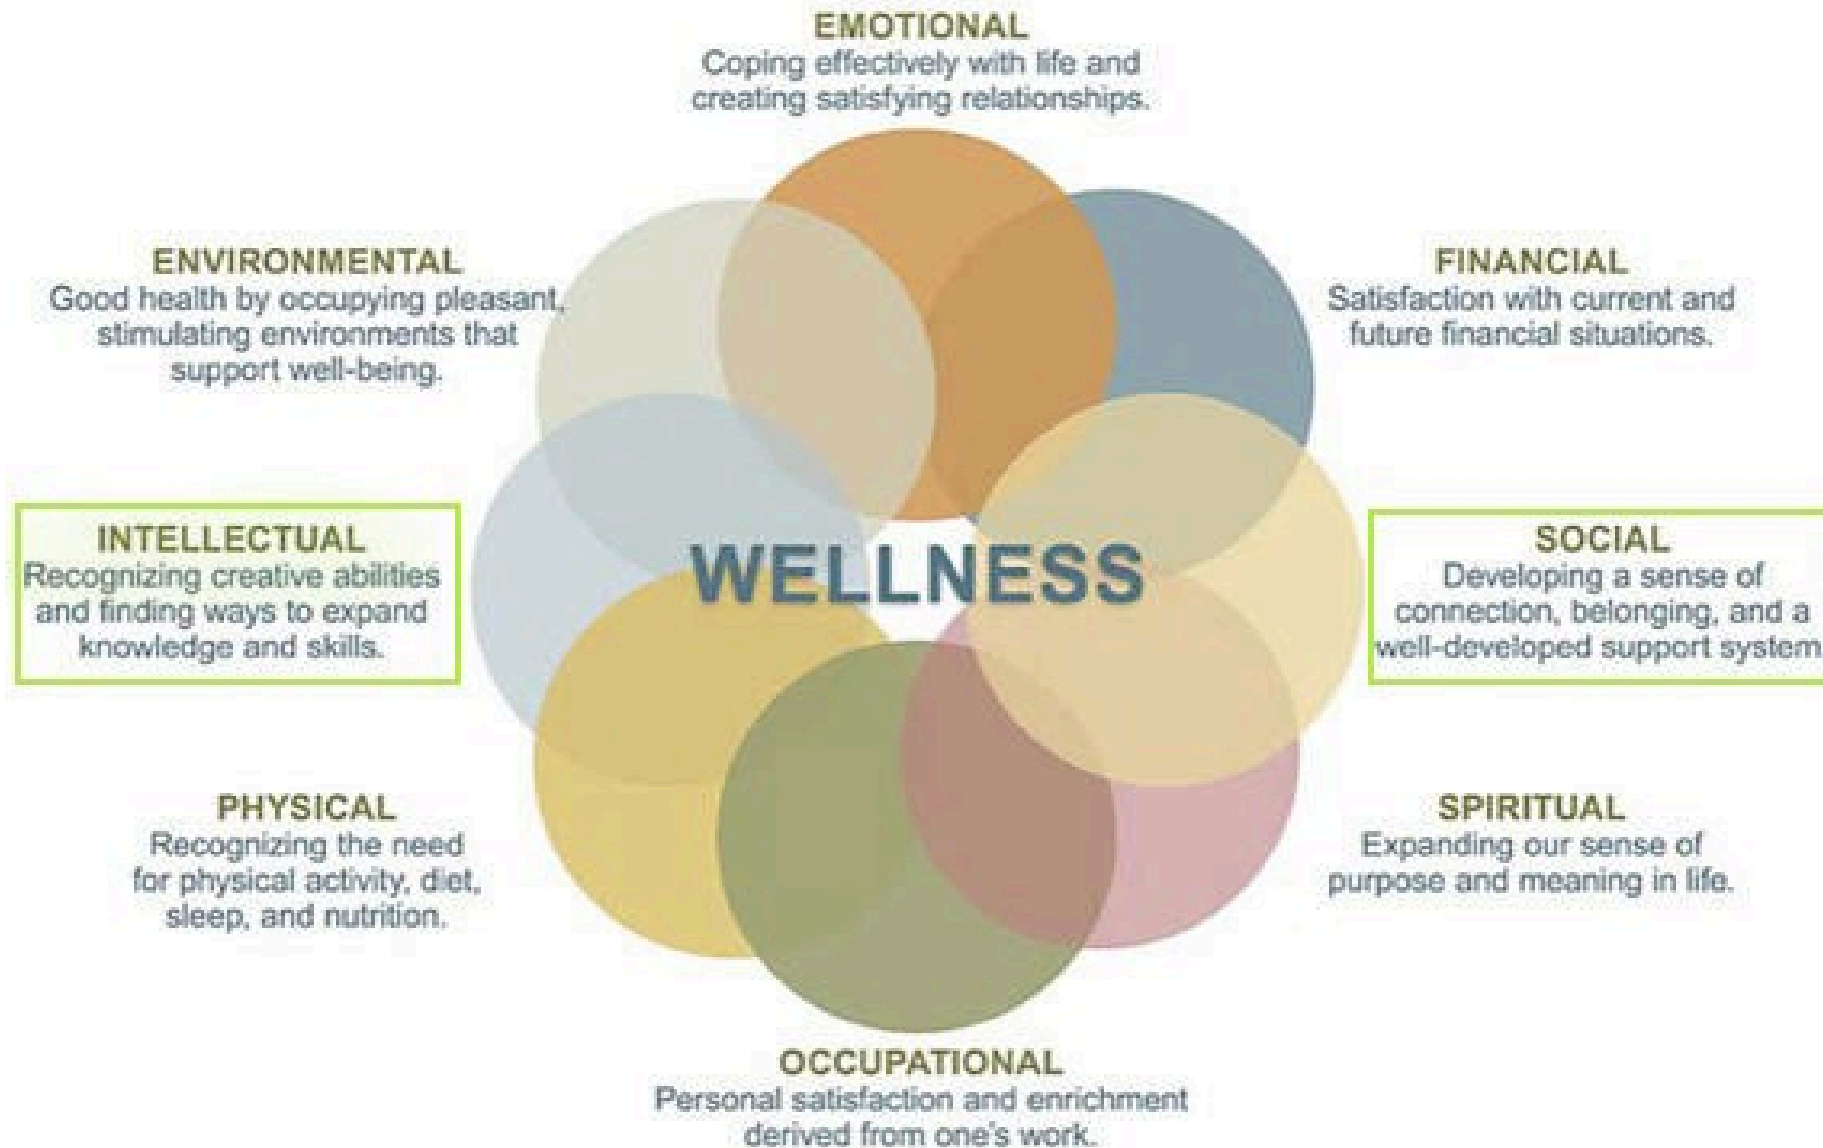 EMOTIONAL
Coping effectively with life and
creating satisfying relationships.
ENVIRONMENTAL
Good health by occupying pleasant,
stimulating environments that
support well-being.
FINANCIAL
Satisfaction with current and
future financial situations.
INTELLECTUAL
Recognizing creative abilities
and finding ways to expand
knowledge and skills.
WELLNESS
SOCIAL
Developing a sense of
connection, belonging, and a
well-developed support system
PHYSICAL
Recognizing the need
for physical activity, diet,
sleep, and nutrition.
SPIRITUAL
Expanding our sense of
purpose and meaning in life.
OCCUPATIONAL
Personal satisfaction and enrichment
derived from one's work.